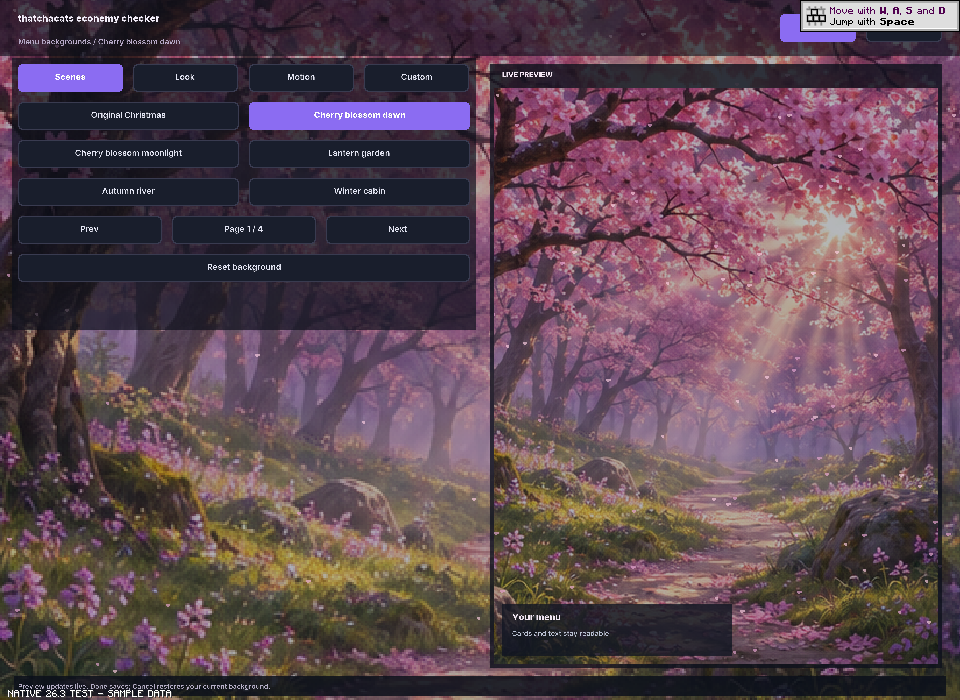 thatchacats economy checker
Menu backgrounds / Cherry blossom dawn
Move with W, A, S and D
Jump with Space
Scenes
Look
Motion
Custom
Original Christmas
Cherry blossom dawn
Cherry blossom moonlight
Lantern garden
Autumn river
Winter cabin
Prev
Page 1 / 4
Next
Reset background
LIVE PREVIEW
Your menu
Cards and text stay readable
Preview updates live. Done saves; Cancel restores your current background.
NATIVE 26.3 TEST - SAMPLE DATA